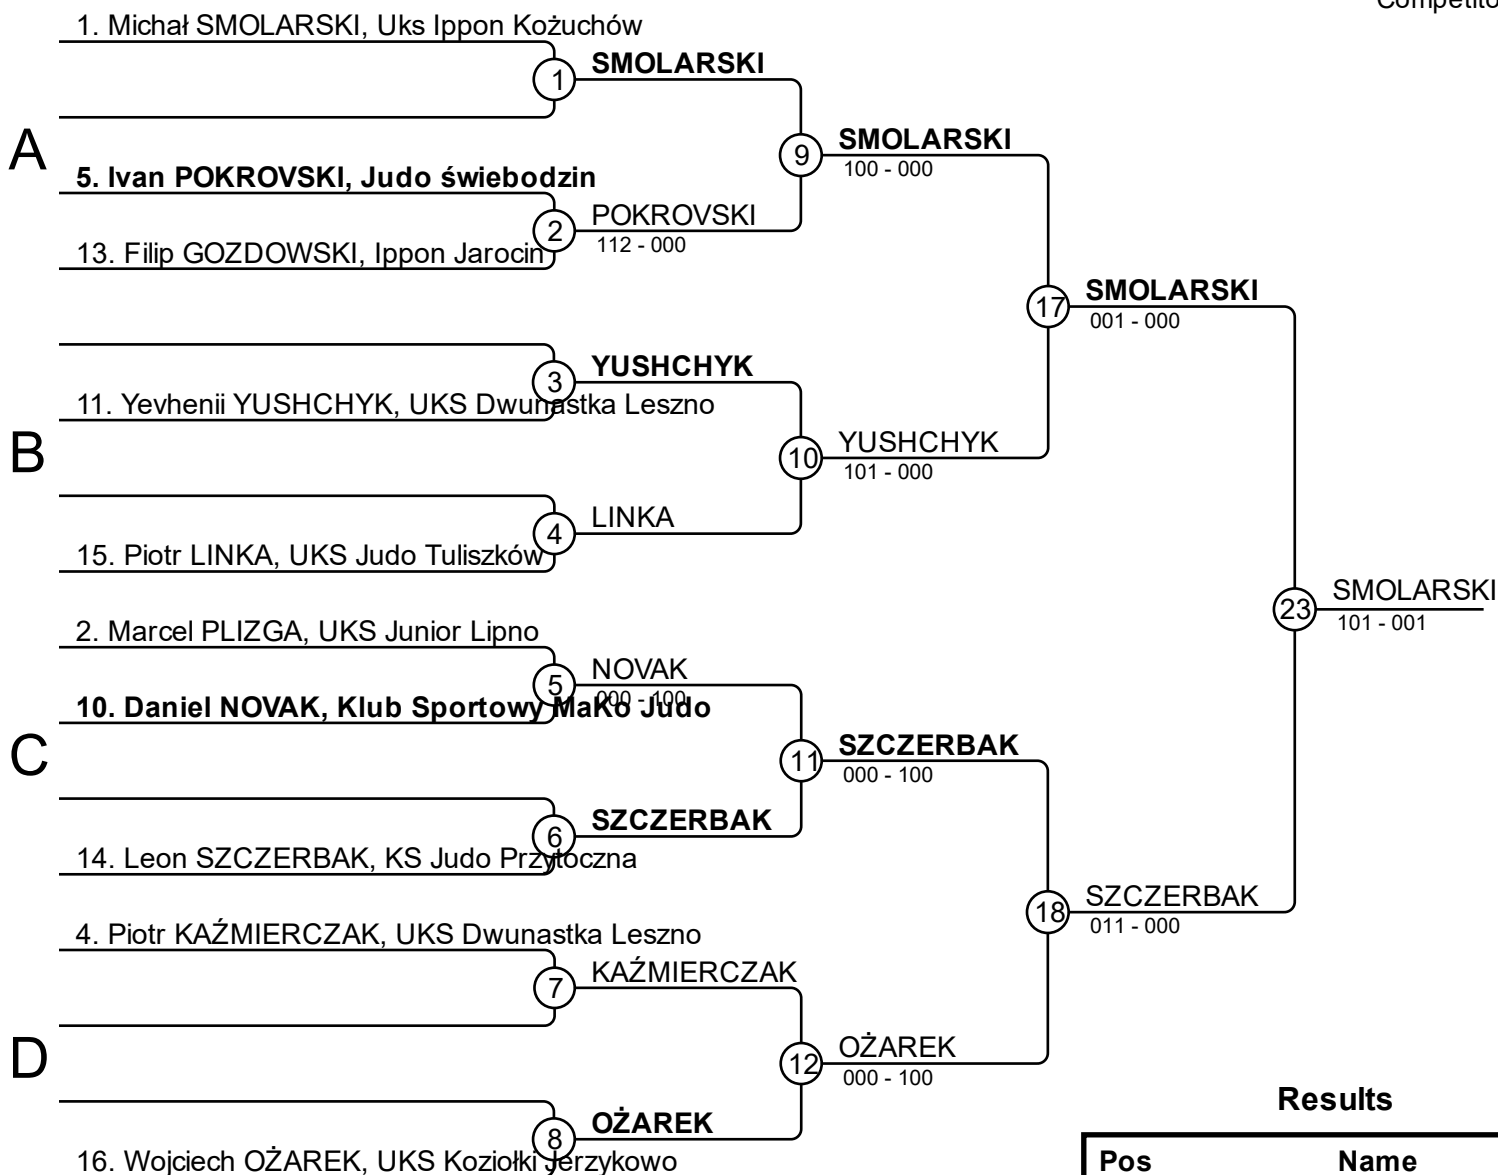 Competito
1. Michał SMOLARSKI, Uks Ippon Kożuchów
1
SMOLARSKI
A
9
SMOLARSKI
100 - 000
5. Ivan POKROVSKI, Judo świebodzin
2
POKROVSKI
112 - 000
13. Filip GOZDOWSKI, Ippon Jarocin
17
SMOLARSKI
001 - 000
3
YUSHCHYK
11. Yevhenii YUSHCHYK, UKS Dwunastka Leszno
B
10
YUSHCHYK
101 - 000
4
LINKA
15. Piotr LINKA, UKS Judo Tuliszków
23
SMOLARSKI
101 - 001
2. Marcel PLIZGA, UKS Junior Lipno
5
NOVAK
000 - 100
10. Daniel NOVAK, Klub Sportowy MaKo Judo
C
11
SZCZERBAK
000 - 100
6
SZCZERBAK
14. Leon SZCZERBAK, KS Judo Przytoczna
18
SZCZERBAK
011 - 000
4. Piotr KAŹMIERCZAK, UKS Dwunastka Leszno
7
KAŹMIERCZAK
D
12
OŻAREK
000 - 100
8
OŻAREK
16. Wojciech OŻAREK, UKS Koziołki Jerzykowo
Results
Pos Name